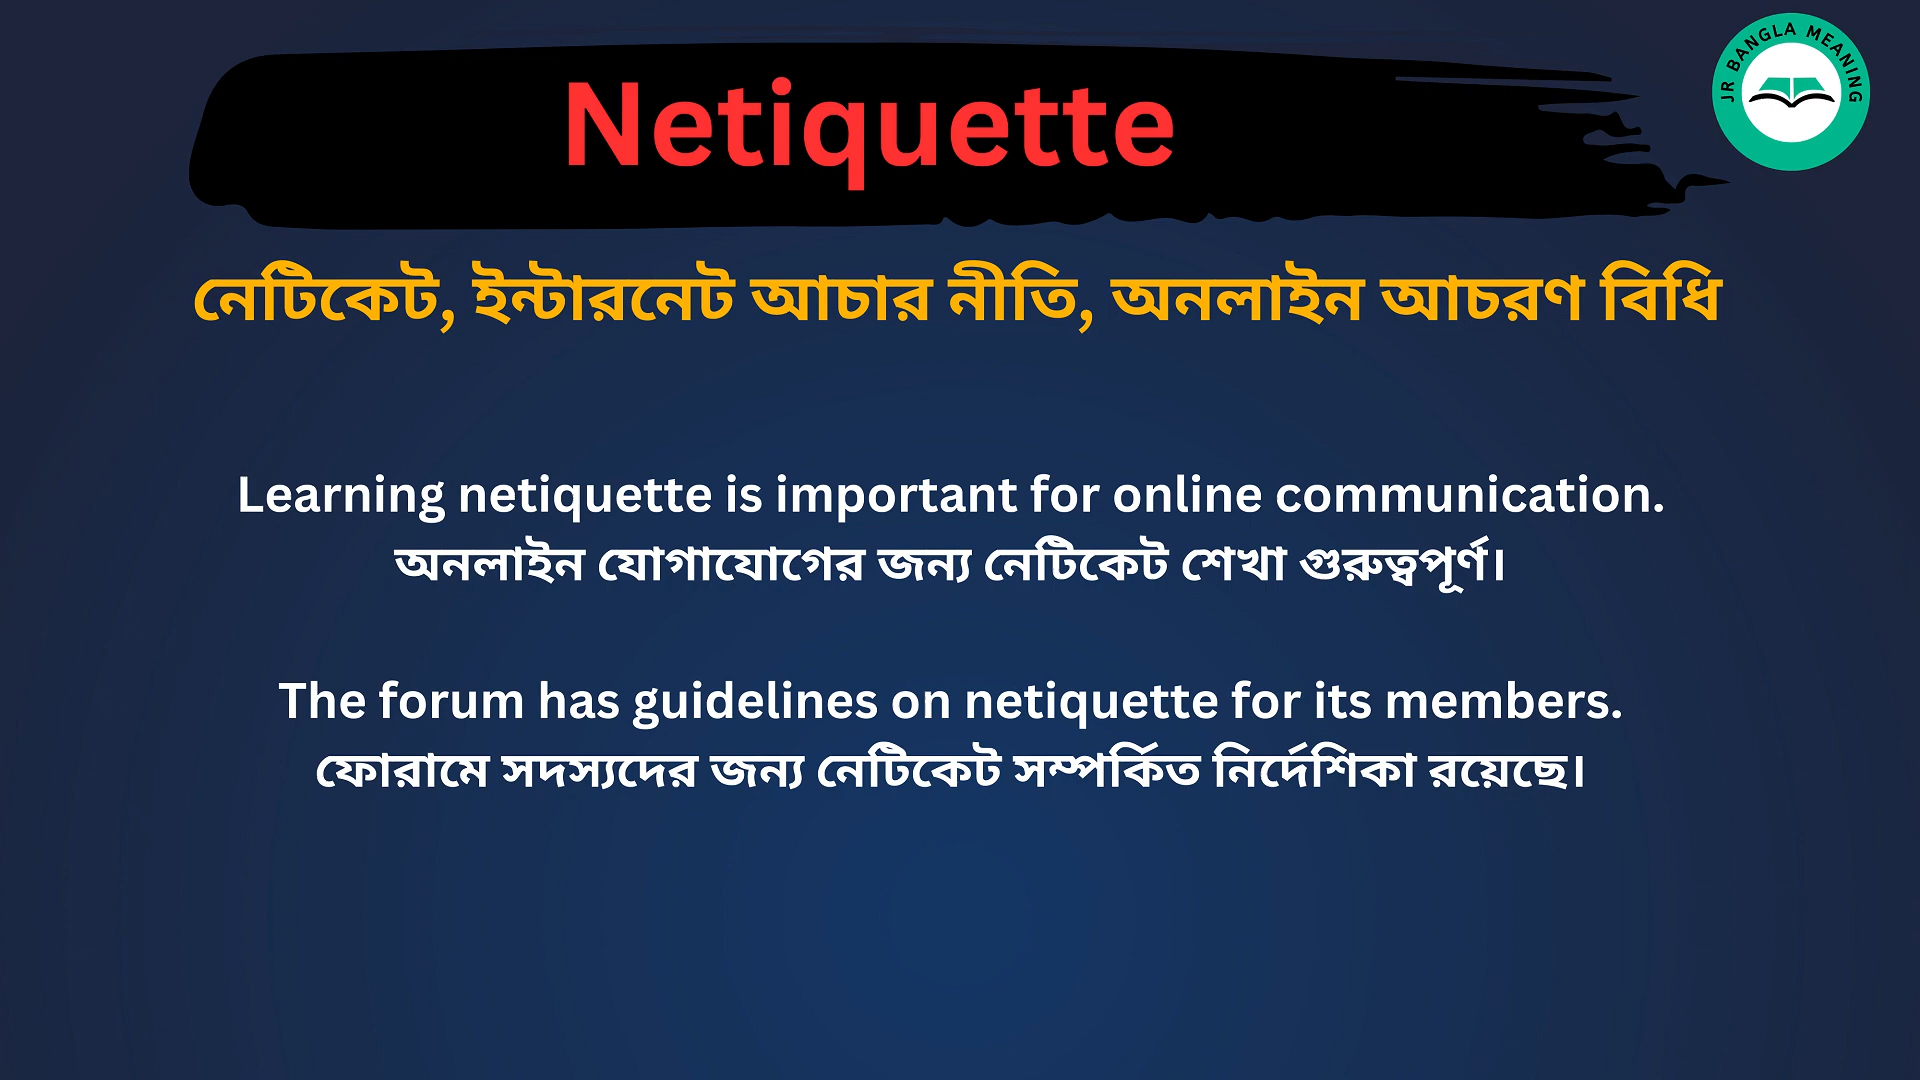 JR BANGLA MEANING
Netiquette
নেটিকেট, ইন্টারনেট আচার নীতি, অনলাইন আচরণ বিধি
Learning netiquette is important for online communication.
অনলাইন যোগাযোগের জন্য নেটিকেট শেখা গুরুত্বপূর্ণ।
The forum has guidelines on netiquette for its members.
ফোরামে সদস্যদের জন্য নেটিকেট সম্পর্কিত নির্দেশিকা রয়েছে।